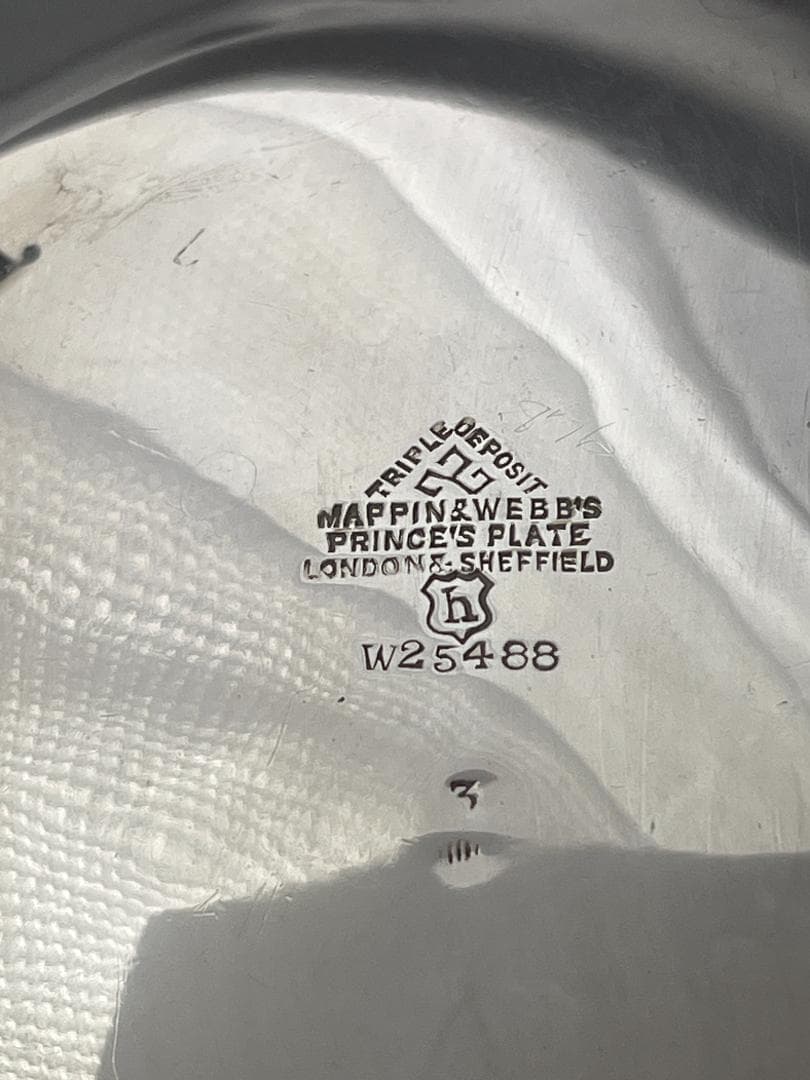 TRIPLE DEPOSIT
MAPPIN & WEBB'S
PRINCE'S PLATE
LONDON & SHEFFIELD
h
W25488
3